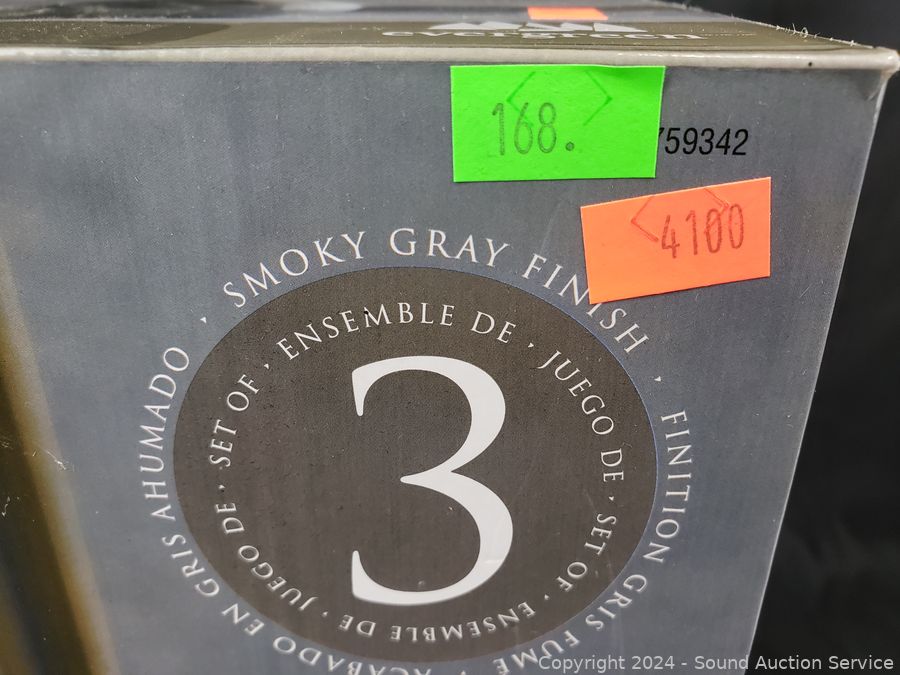 evergreen
168.
759342
4100
SMOKY GRAY FINISH , FINITION GRIS FUMÉ · ACABADO EN GRIS AHUMADO ,
ENSEMBLE DE · JUEGO DE · SET OF · ENSEMBLE DE · JUEGO DE · SET OF ·
3
Copyright 2024 - Sound Auction Service